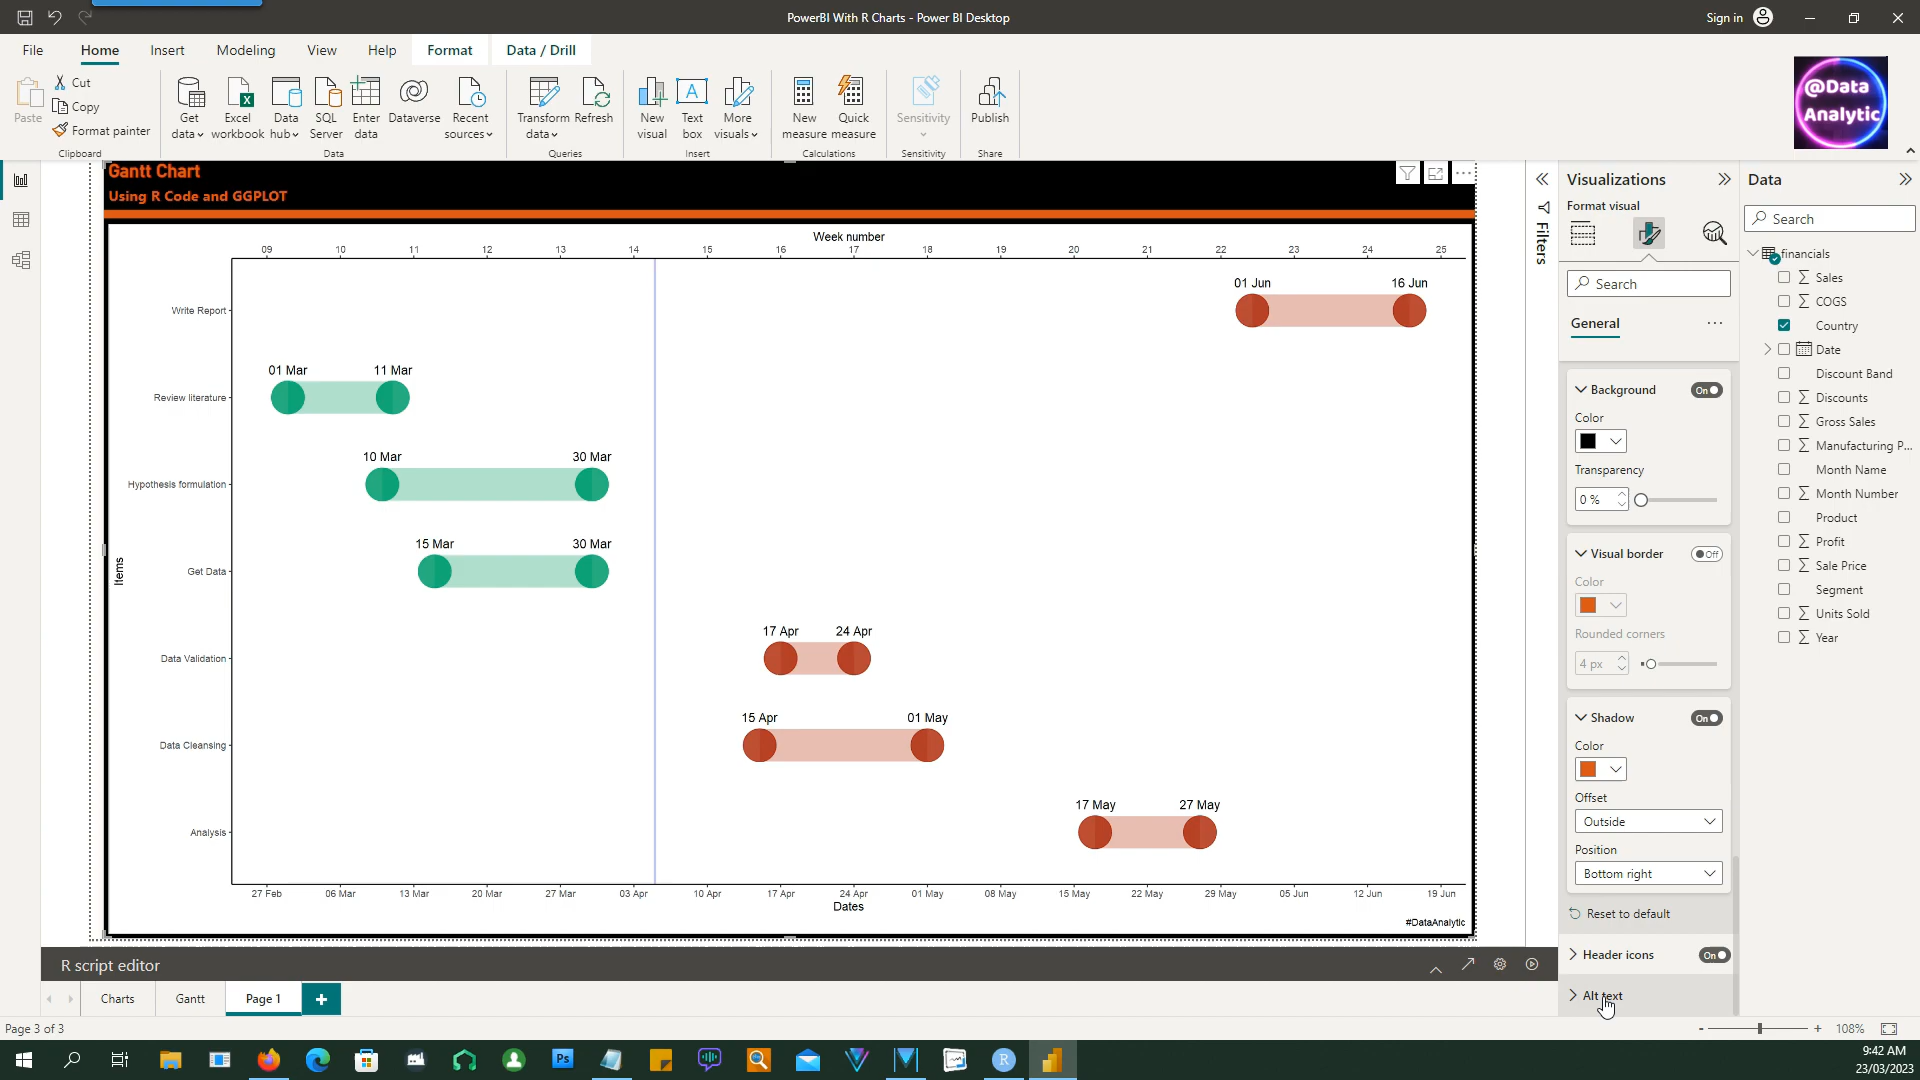 PowerBI With R Charts - Power BI Desktop
Sign in
File Home Insert Modeling View Help Format Data / Drill
Paste
Cut
Copy
Format painter
Clipboard
Get data
Excel workbook
Data hub
SQL Server
Enter data
Dataverse
Recent sources
Data
Transform data
Refresh
Queries
New visual
Text box
More visuals
Insert
New measure
Quick measure
Calculations
Sensitivity
Sensitivity
Publish
Share
@Data
Analytic
Gantt Chart
Using R Code and GGPLOT
Week number
09 10 11 12 13 14 15 16 17 18 19 20 21 22 23 24 25
01 Jun 16 Jun
Write Report
01 Mar 11 Mar
Review literature
10 Mar 30 Mar
Hypothesis formulation
15 Mar 30 Mar
Get Data
Items
17 Apr 24 Apr
Data Validation
15 Apr 01 May
Data Cleansing
17 May 27 May
Analysis
27 Feb 06 Mar 13 Mar 20 Mar 27 Mar 03 Apr 10 Apr 17 Apr 24 Apr 01 May 08 May 15 May 22 May 29 May 05 Jun 12 Jun 19 Jun
Dates
#DataAnalytic
R script editor
Charts Gantt Page 1
Page 3 of 3
Filters
Visualizations
Format visual
Search
General
Background On
Color
Transparency
0 %
Visual border Off
Color
Rounded corners
4 px
Shadow On
Color
Offset
Outside
Position
Bottom right
Reset to default
Header icons On
Alt text
Data
Search
financials
Sales
COGS
Country
Date
Discount Band
Discounts
Gross Sales
Manufacturing P...
Month Name
Month Number
Product
Profit
Sale Price
Segment
Units Sold
Year
108%
Ps
R
9:42 AM
23/03/2023